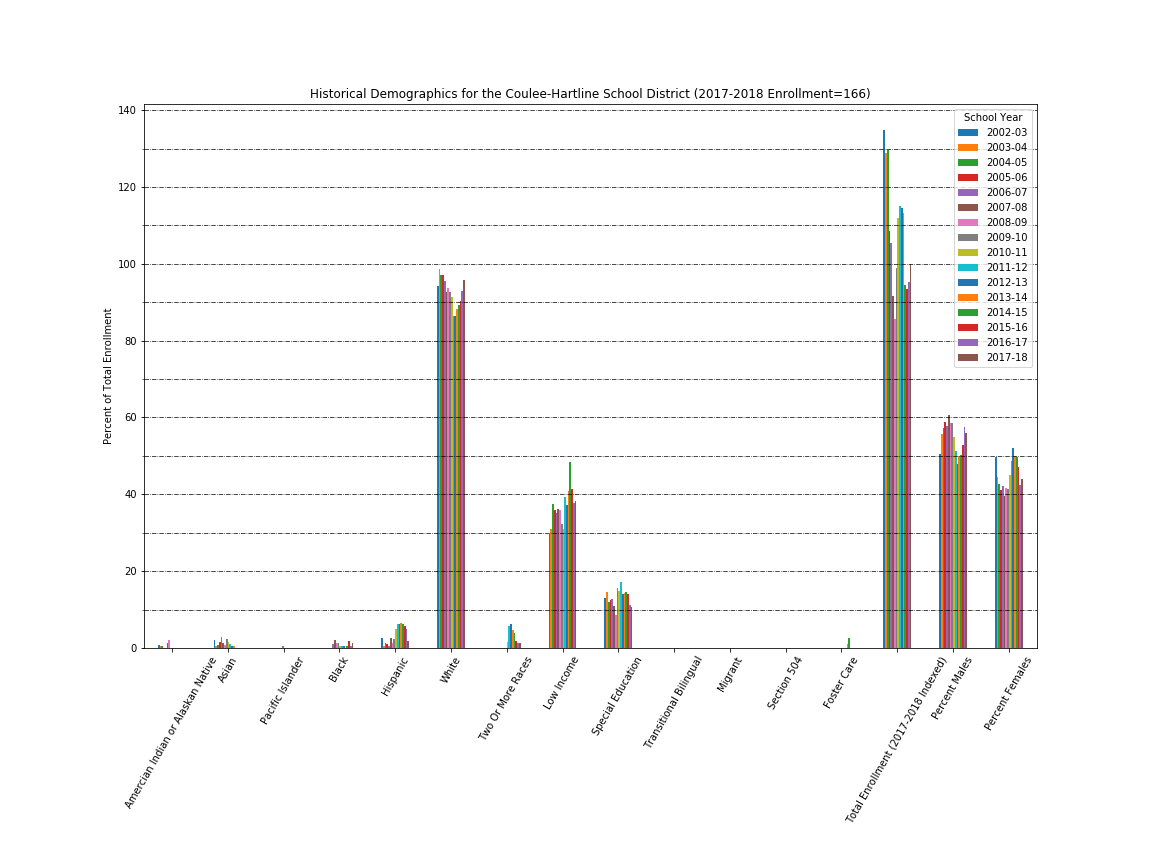 Historical Demographics for the Coulee-Hartline School District (2017-2018 Enrollment=166)
Percent of Total Enrollment
140
120
100
80
60
40
20
0
School Year
2002-03
2003-04
2004-05
2005-06
2006-07
2007-08
2008-09
2009-10
2010-11
2011-12
2012-13
2013-14
2014-15
2015-16
2016-17
2017-18
Amercian Indian or Alaskan Native
Asian
Pacific Islander
Black
Hispanic
White
Two Or More Races
Low Income
Special Education
Transitional Bilingual
Migrant
Section 504
Foster Care
Total Enrollment (2017-2018 Indexed)
Percent Males
Percent Females